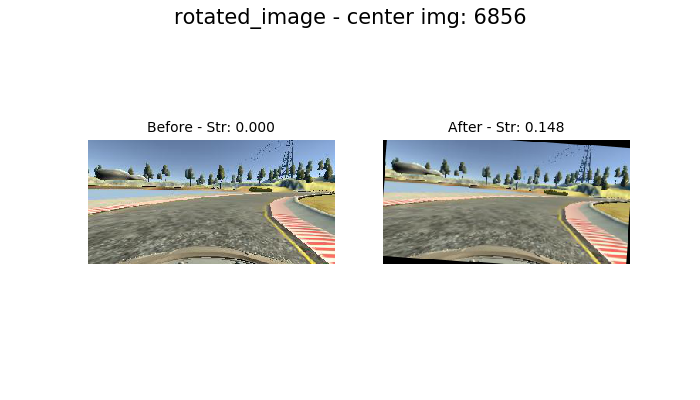 rotated_image - center img: 6856
Before - Str: 0.000
After - Str: 0.148